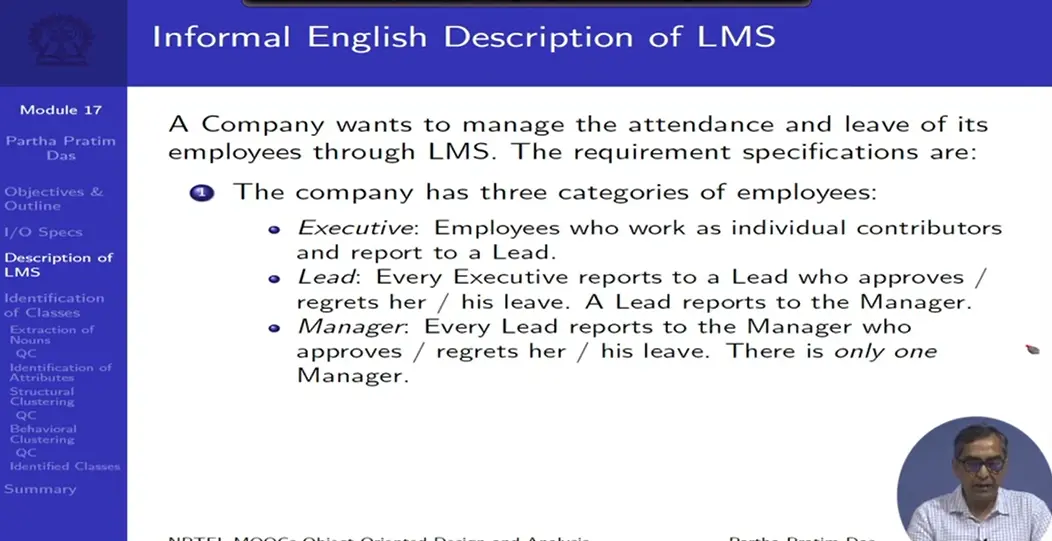 Informal English Description of LMS
Module 17
Partha Pratim
Das
Objectives &
Outline
I/O Specs
Description of
LMS
Identification
of Classes
Extraction of
Nouns
QC
Identification of
Attributes
Structural
Clustering
QC
Behavioral
Clustering
QC
Identified Classes
Summary
A Company wants to manage the attendance and leave of its
employees through LMS. The requirement specifications are:
1 The company has three categories of employees:
Executive: Employees who work as individual contributors
and report to a Lead.
Lead: Every Executive reports to a Lead who approves /
regrets her / his leave. A Lead reports to the Manager.
Manager: Every Lead reports to the Manager who
approves / regrets her / his leave. There is only one
Manager.
NPTEL MOOCs Object Oriented Design and Analysis
Partha Pratim Das